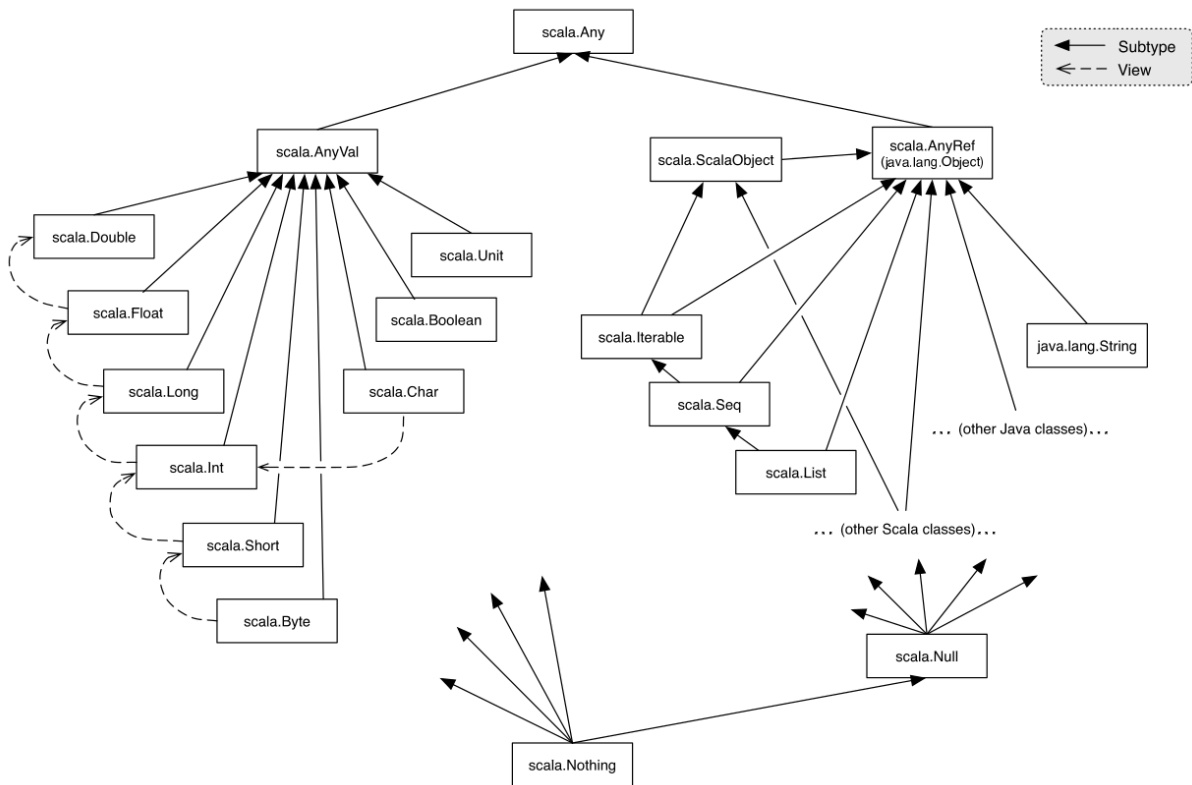 scala.Any
Subtype
View
scala.AnyVal
scala.ScalaObject
scala.AnyRef
(java.lang.Object)
scala.Double
scala.Unit
scala.Float
scala.Boolean
scala.Iterable
java.lang.String
scala.Long
scala.Char
scala.Seq
... (other Java classes)...
scala.Int
scala.List
scala.Short
... (other Scala classes)...
scala.Byte
scala.Null
scala.Nothing